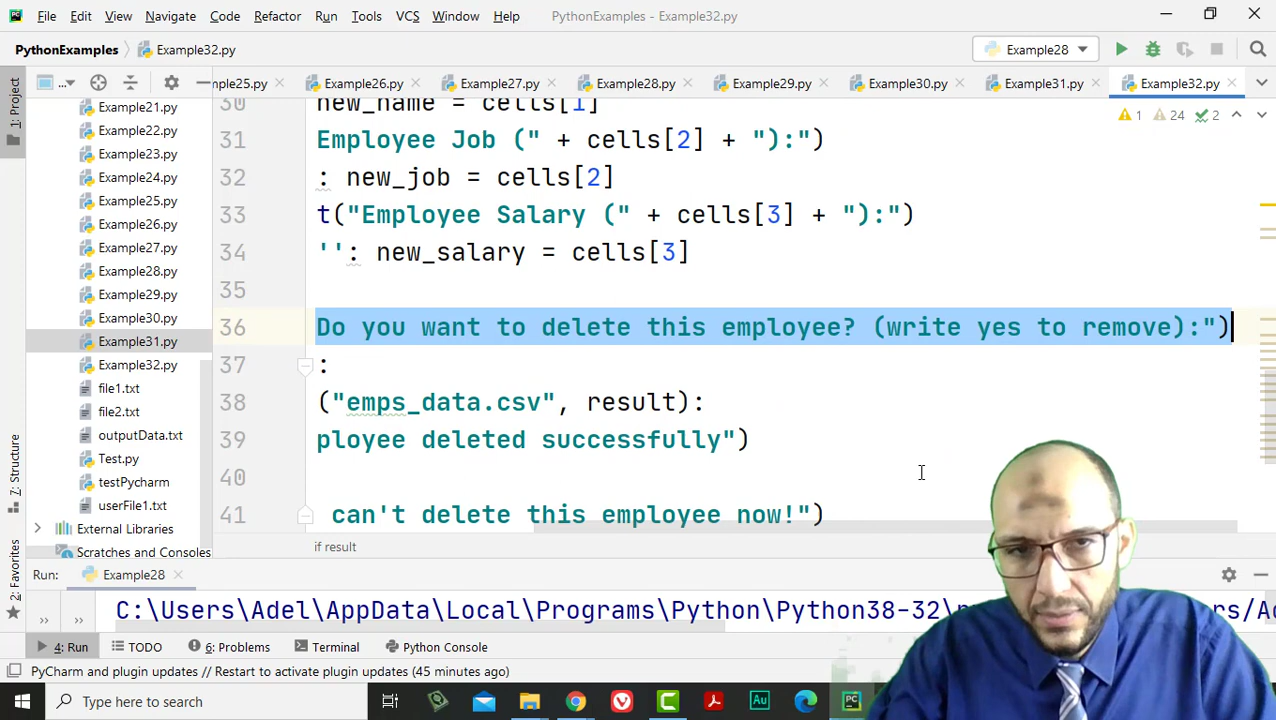 File Edit View Navigate Code Refactor Run Tools VCS Window Help PythonExamples - Example32.py
PythonExamples Example32.py Example28
... ple25.py Example26.py Example27.py Example28.py Example29.py Example30.py Example31.py Example32.py
1: Project
Example21.py
Example22.py
Example23.py
Example24.py
Example25.py
Example26.py
Example27.py
Example28.py
Example29.py
Example30.py
Example31.py
Example32.py
file1.txt
file2.txt
outputData.txt
Test.py
testPycharm
userFile1.txt
External Libraries
Scratches and Consoles
7: Structure
2: Favorites
1 24 2
30 new_name = cells[1]
31 Employee Job (" + cells[2] + "):")
32 : new_job = cells[2]
33 t("Employee Salary (" + cells[3] + "):")
34 '': new_salary = cells[3]
35
36 Do you want to delete this employee? (write yes to remove):")
37 :
38 ("emps_data.csv", result):
39 ployee deleted successfully")
40
41 can't delete this employee now!")
if result
Run: Example28
C:\Users\Adel\AppData\Local\Programs\Python\Python38-32\
4: Run TODO 6: Problems Terminal Python Console
PyCharm and plugin updates // Restart to activate plugin updates (45 minutes ago)
Type here to search